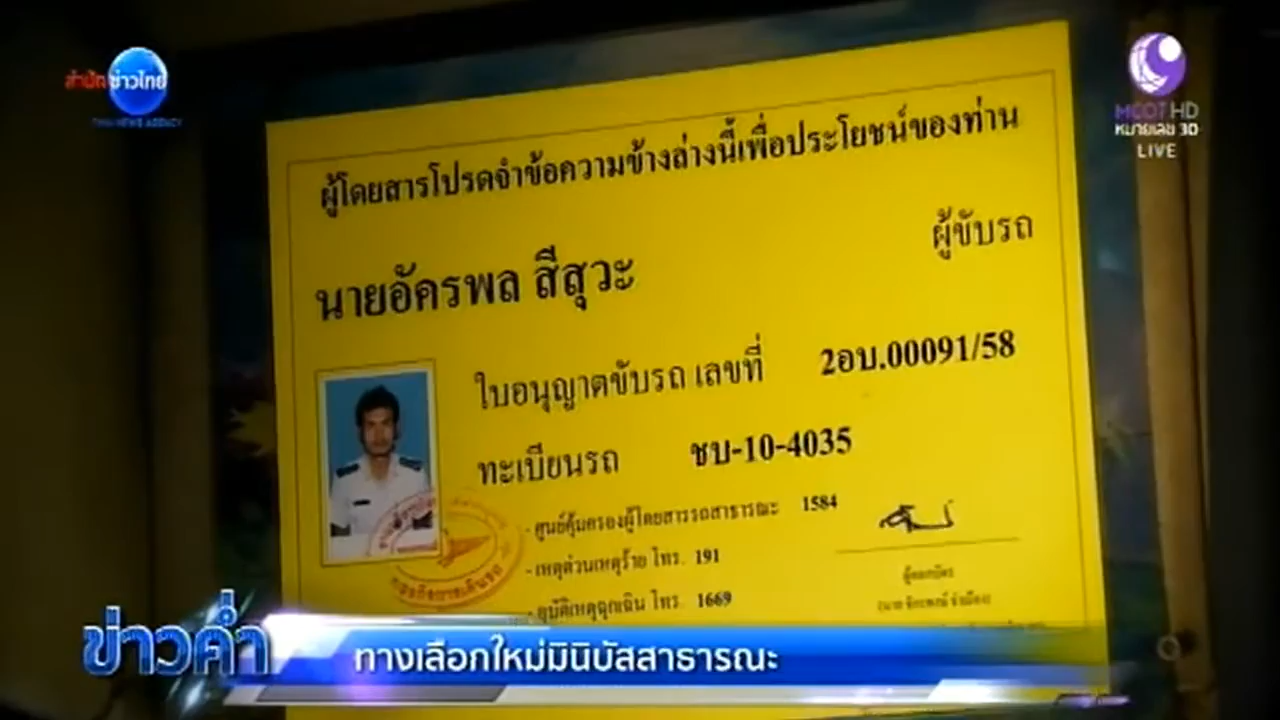 สำนักข่าวไทย
THAI NEWS AGENCY
MCOT HD
หมายเลข 30
LIVE
ผู้โดยสารโปรดจำข้อความข้างล่างนี้เพื่อประโยชน์ของท่าน
ผู้ขับรถ
นายอัครพล สีสุวะ
ใบอนุญาตขับรถ เลขที่ 2อบ.00091/58
ทะเบียนรถ ชบ-10-4035
- ศูนย์คุ้มครองผู้โดยสารรถสาธารณะ 1584
- เหตุด่วนเหตุร้าย โทร. 191
- อุบัติเหตุฉุกเฉิน โทร. 1669
ผู้ออกบัตร
ข่าวค่ำ
ทางเลือกใหม่มินิบัสสาธารณะ